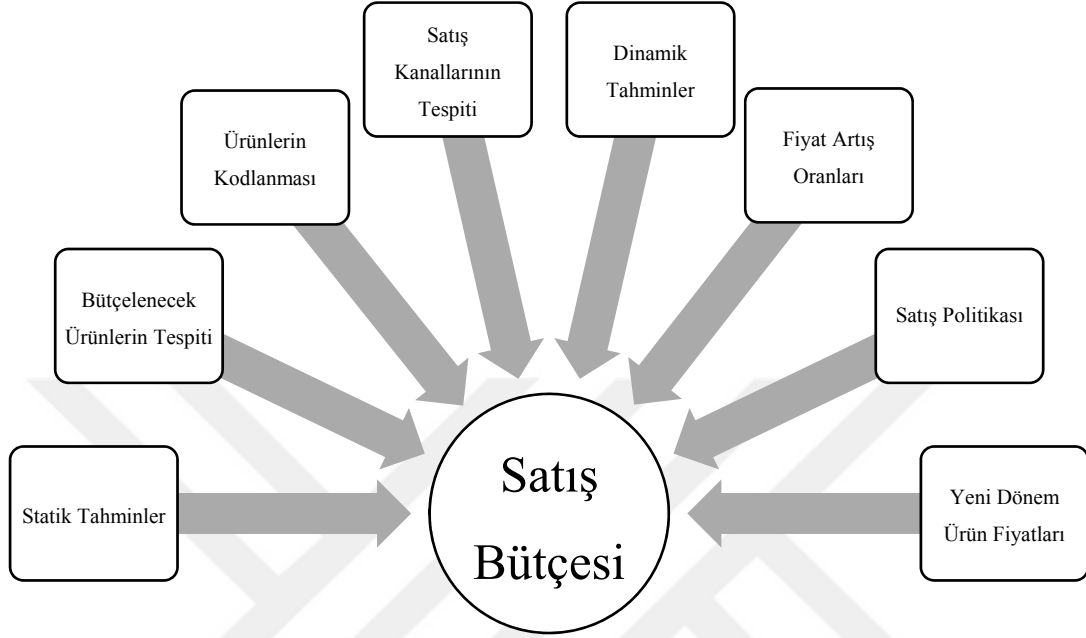 Satış
Kanallarının
Tespiti
Dinamik
Tahminler
Ürünlerin
Kodlanması
Fiyat Artış
Oranları
Bütçelenecek
Ürünlerin Tespiti
Satış Politikası
Statik Tahminler
Satış
Bütçesi
Yeni Dönem
Ürün Fiyatları